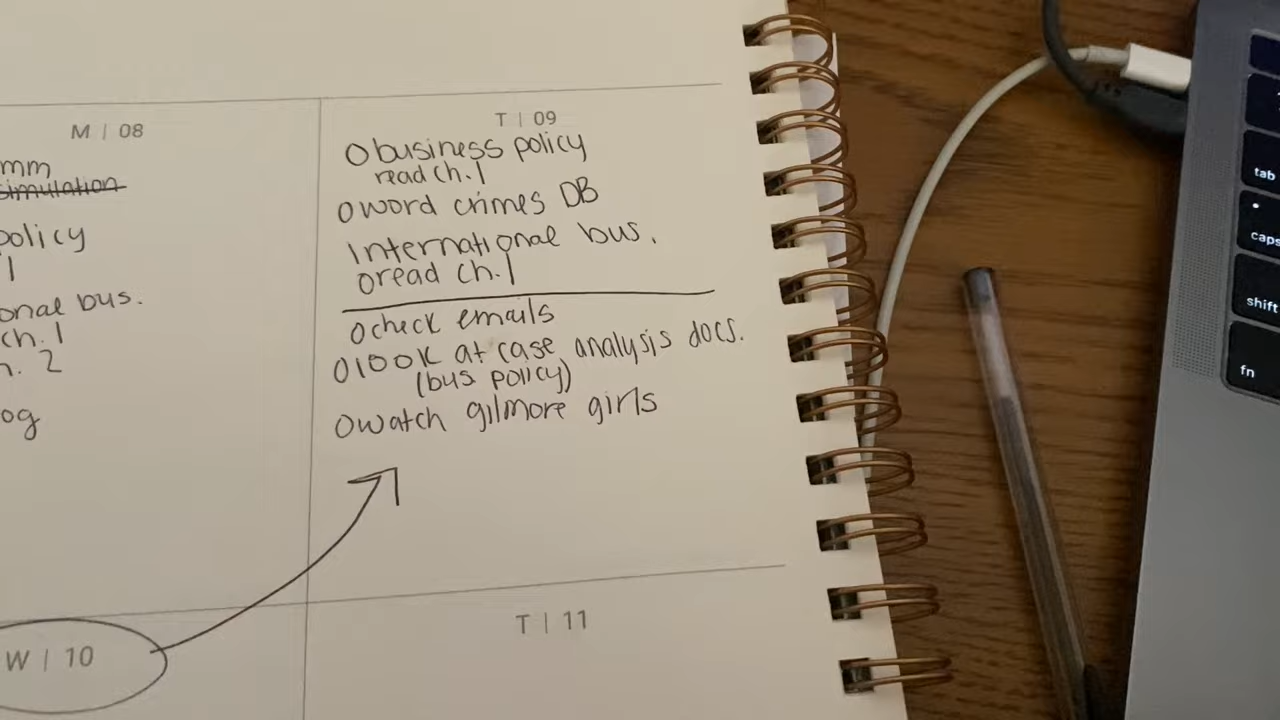 M | 08
mm
simulation
policy
1
onal bus.
ch. 1
h. 2
og
T | 09
O business policy
read ch. 1
O word crimes DB
International bus.
O read ch. 1
O check emails
O look at case analysis docs.
(bus policy)
O watch gilmore girls
W | 10
T | 11
tab
caps
shift
fn